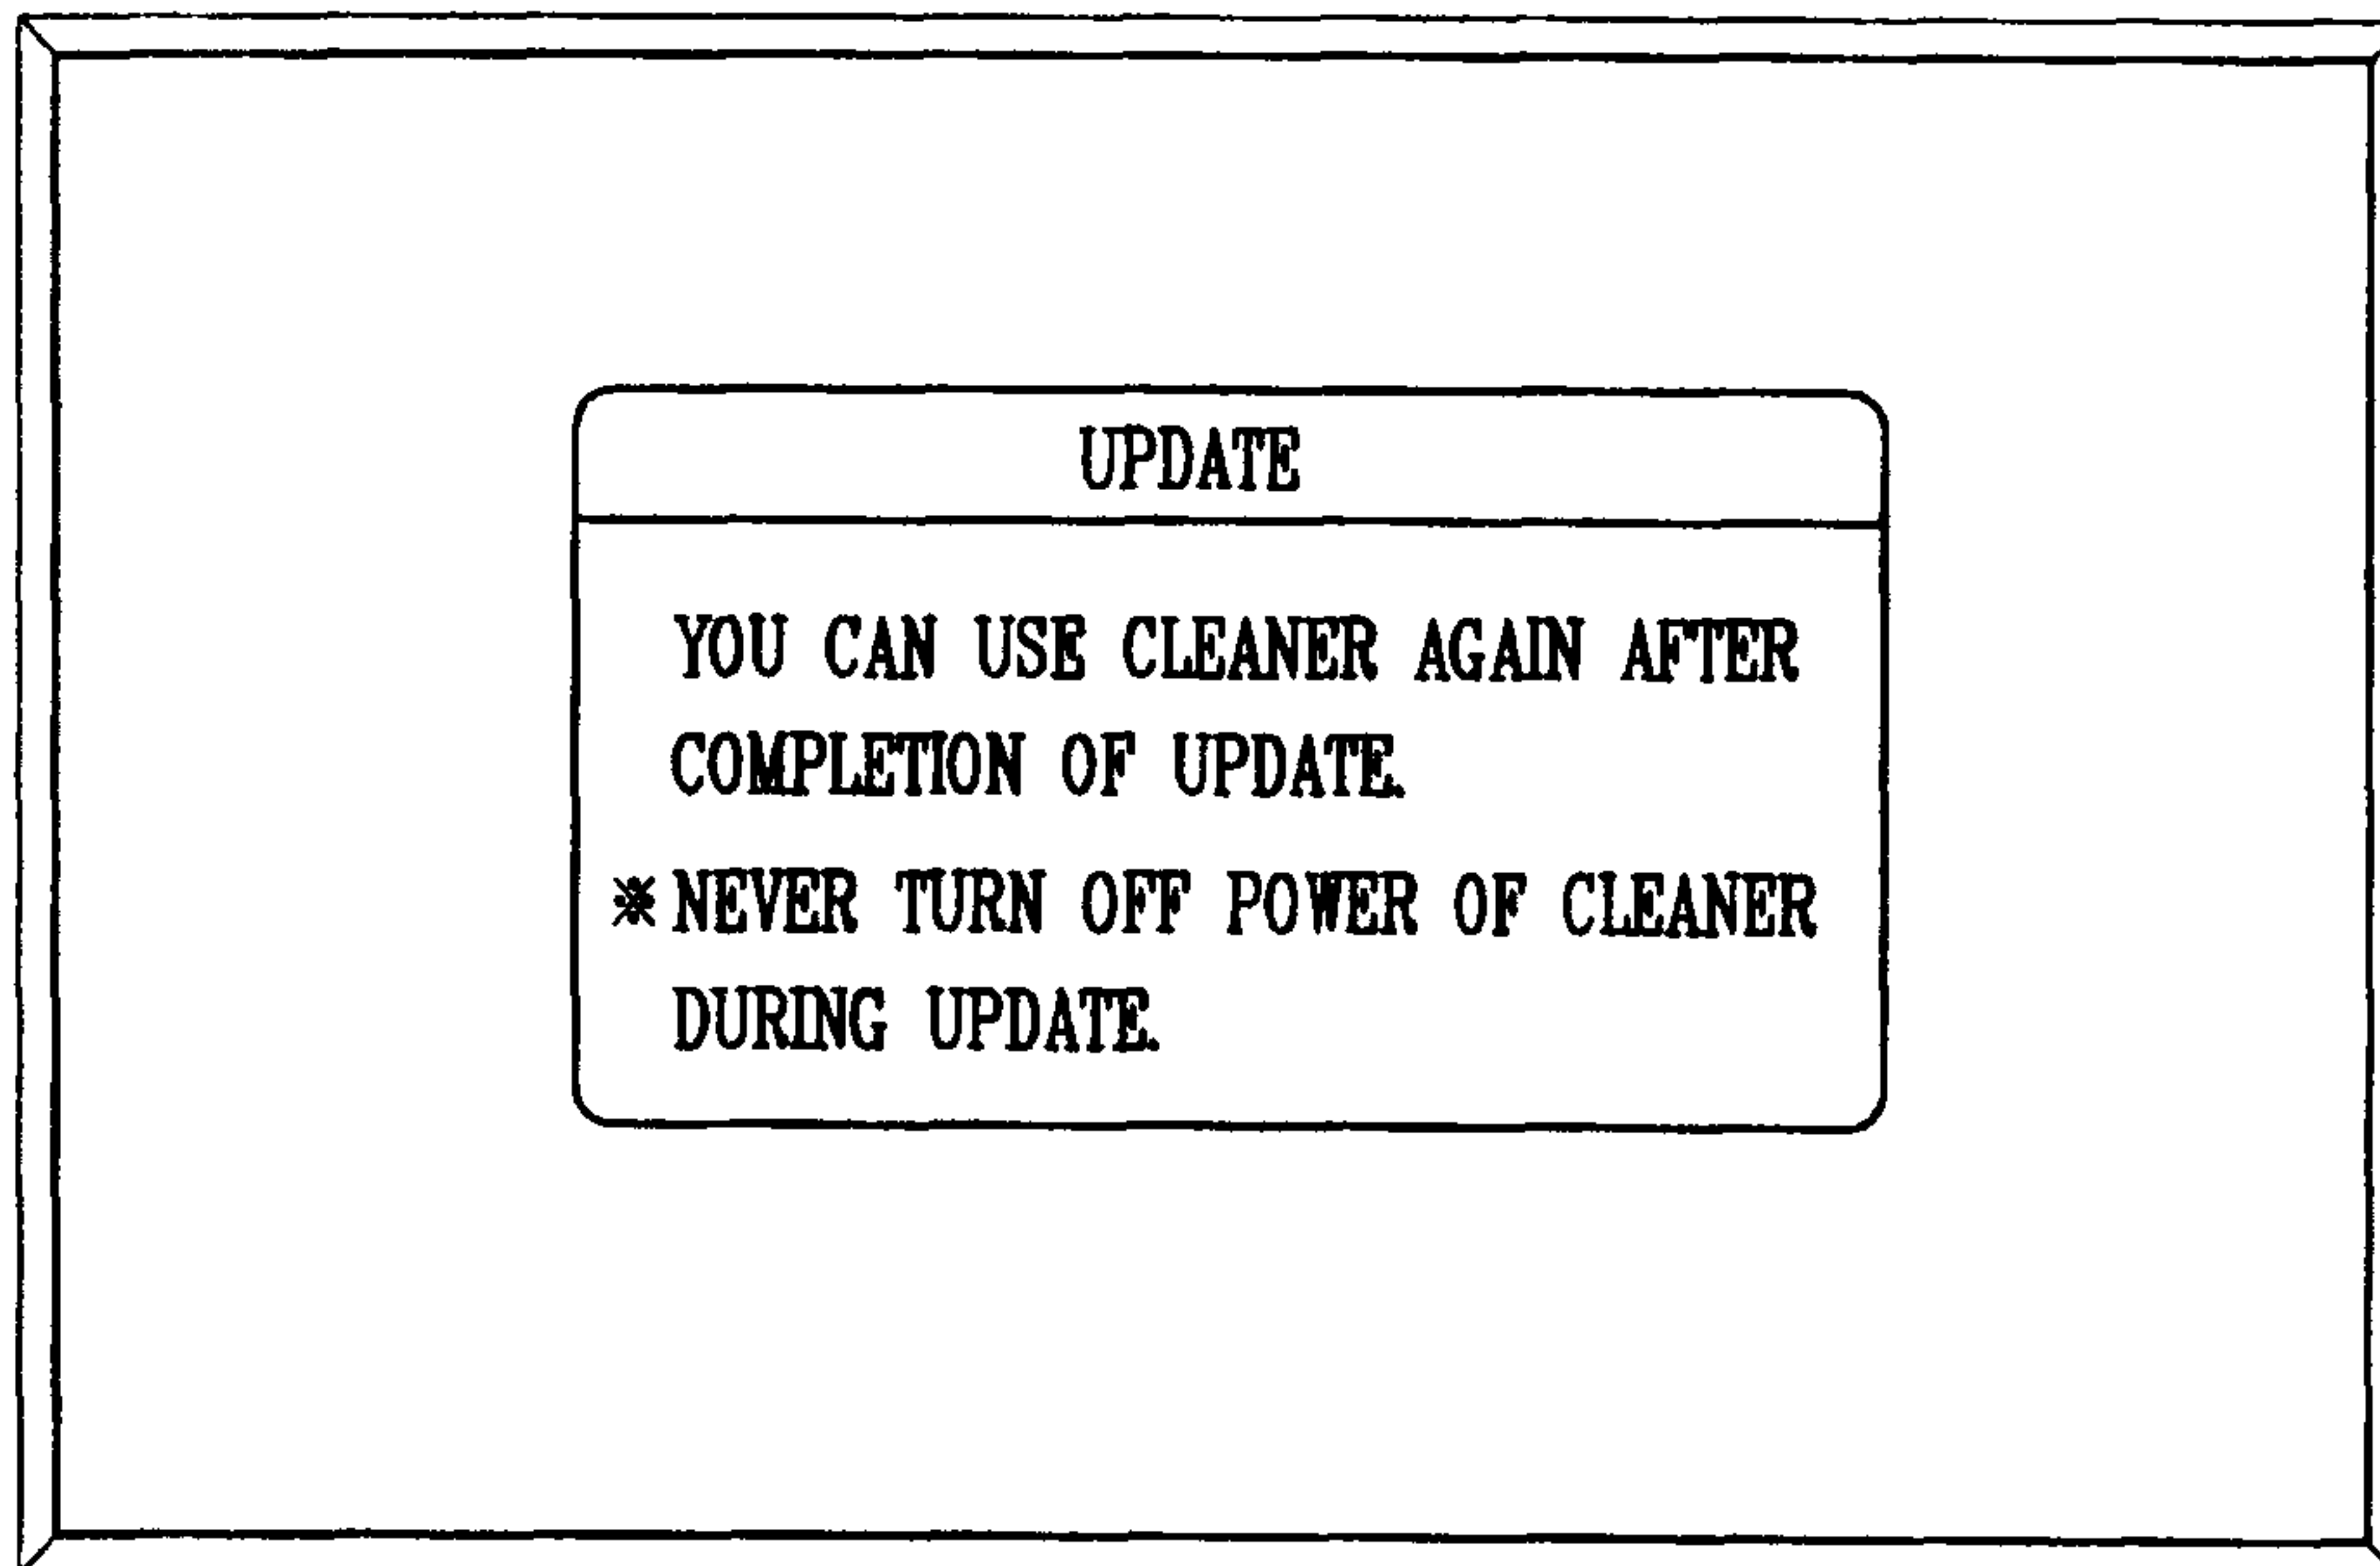 UPDATE
YOU CAN USE CLEANER AGAIN AFTER
COMPLETION OF UPDATE.
※ NEVER TURN OFF POWER OF CLEANER
DURING UPDATE.